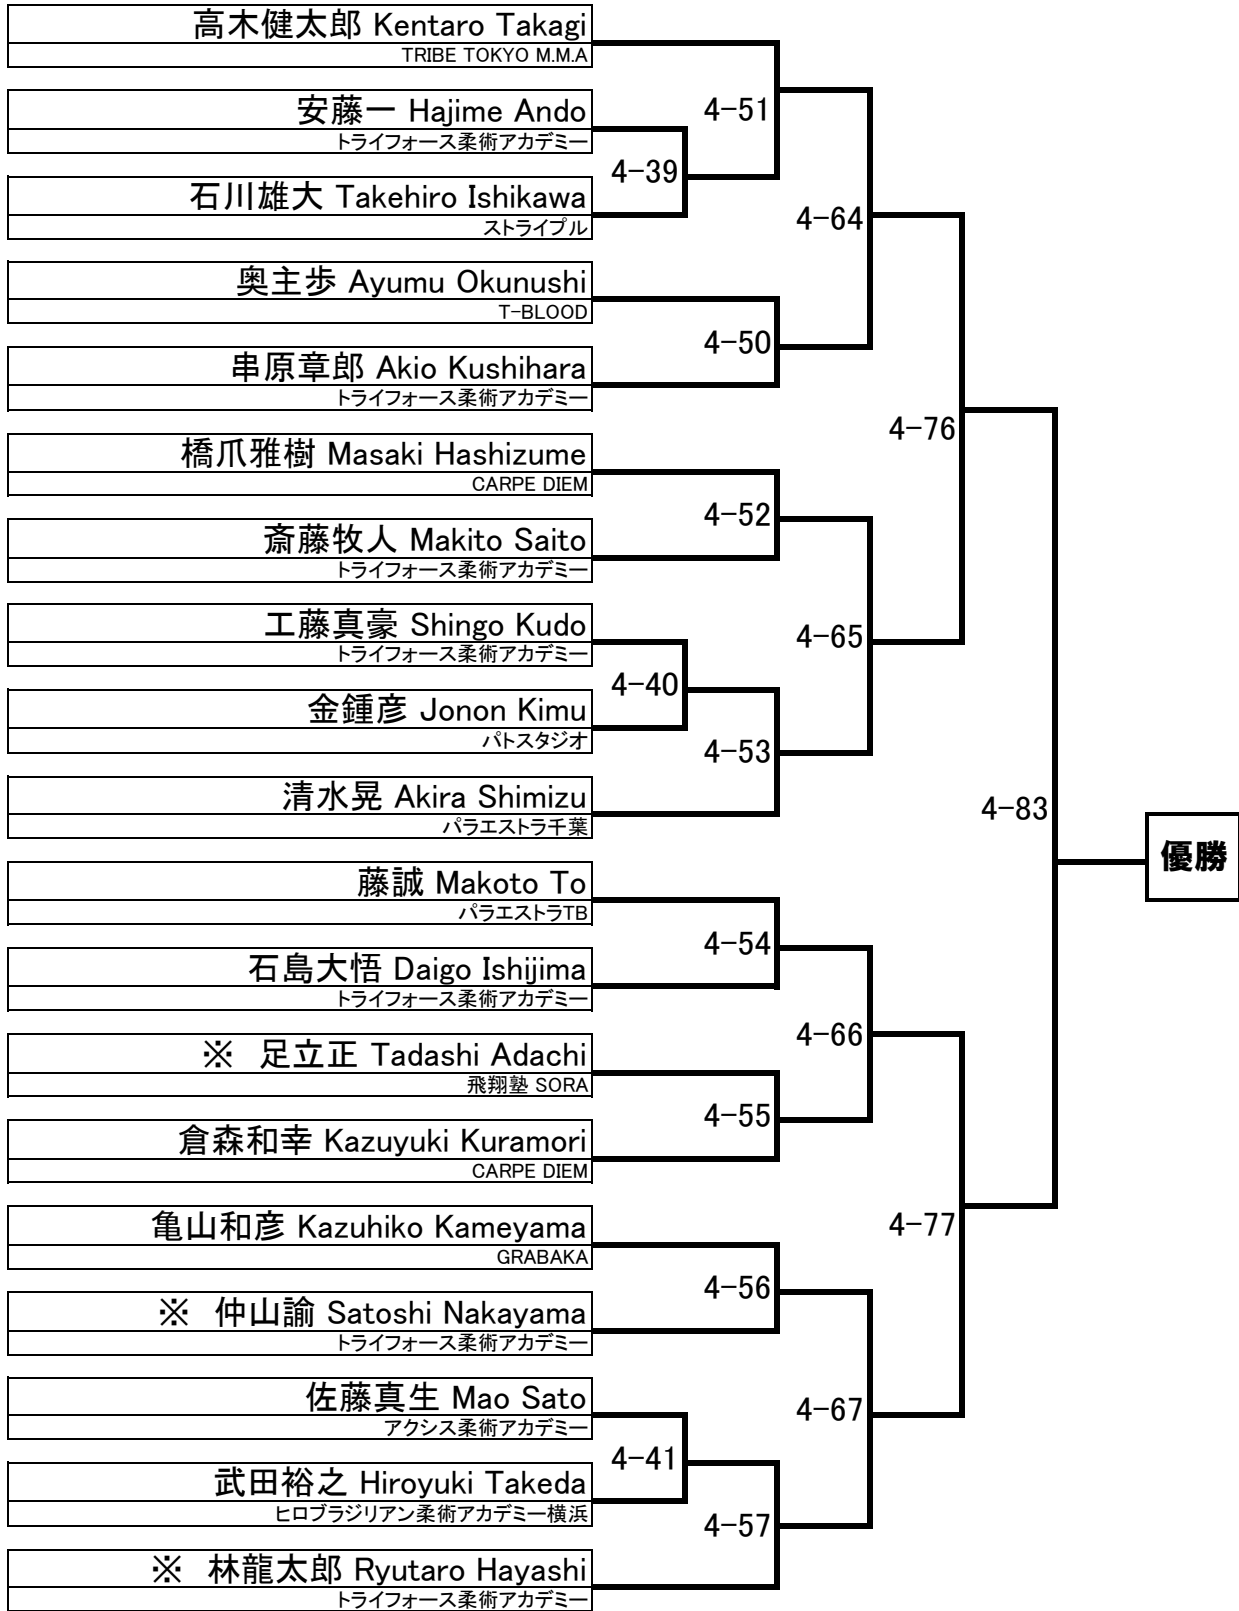 高木健太郎 Kentaro Takagi
TRIBE TOKYO M.M.A
安藤一 Hajime Ando
トライフォース柔術アカデミー
4-51
4-39
石川雄大 Takehiro Ishikawa
ストライプル
4-64
奥主歩 Ayumu Okunushi
T-BLOOD
4-50
串原章郎 Akio Kushihara
トライフォース柔術アカデミー
4-76
橋爪雅樹 Masaki Hashizume
CARPE DIEM
4-52
斎藤牧人 Makito Saito
トライフォース柔術アカデミー
工藤真豪 Shingo Kudo
トライフォース柔術アカデミー
4-65
4-40
金鍾彦 Jonon Kimu
パトスタジオ
4-53
清水晃 Akira Shimizu
パラエストラ千葉
4-83
優勝
藤誠 Makoto To
パラエストラTB
4-54
石島大悟 Daigo Ishijima
トライフォース柔術アカデミー
4-66
※ 足立正 Tadashi Adachi
飛翔塾 SORA
4-55
倉森和幸 Kazuyuki Kuramori
CARPE DIEM
亀山和彦 Kazuhiko Kameyama
GRABAKA
4-77
4-56
※ 仲山諭 Satoshi Nakayama
トライフォース柔術アカデミー
佐藤真生 Mao Sato
アクシス柔術アカデミー
4-67
4-41
武田裕之 Hiroyuki Takeda
ヒロブラジリアン柔術アカデミー横浜
4-57
※ 林龍太郎 Ryutaro Hayashi
トライフォース柔術アカデミー